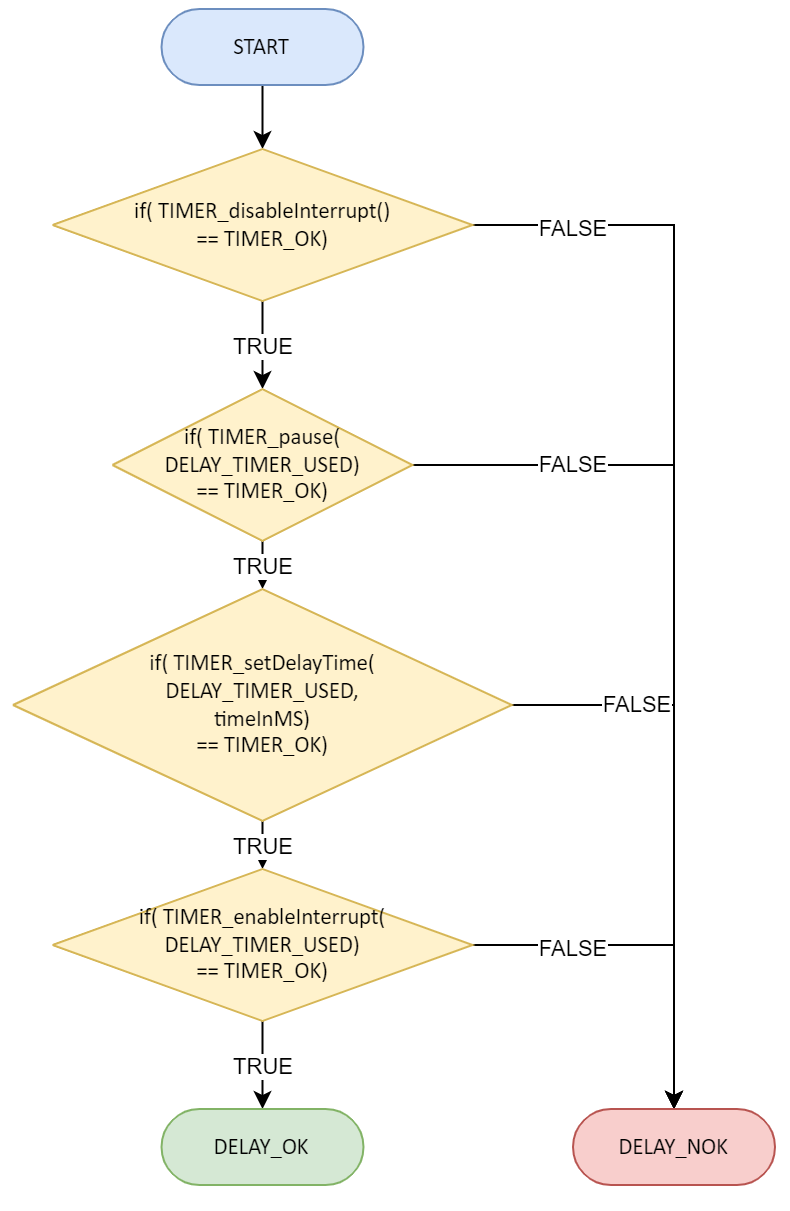 START
if( TIMER_disableInterrupt()
== TIMER_OK)
FALSE
TRUE
if( TIMER_pause(
DELAY_TIMER_USED)
== TIMER_OK)
FALSE
TRUE
if( TIMER_setDelayTime(
DELAY_TIMER_USED,
timeInMS)
== TIMER_OK)
FALSE
TRUE
if( TIMER_enableInterrupt(
DELAY_TIMER_USED)
== TIMER_OK)
FALSE
TRUE
DELAY_OK
DELAY_NOK